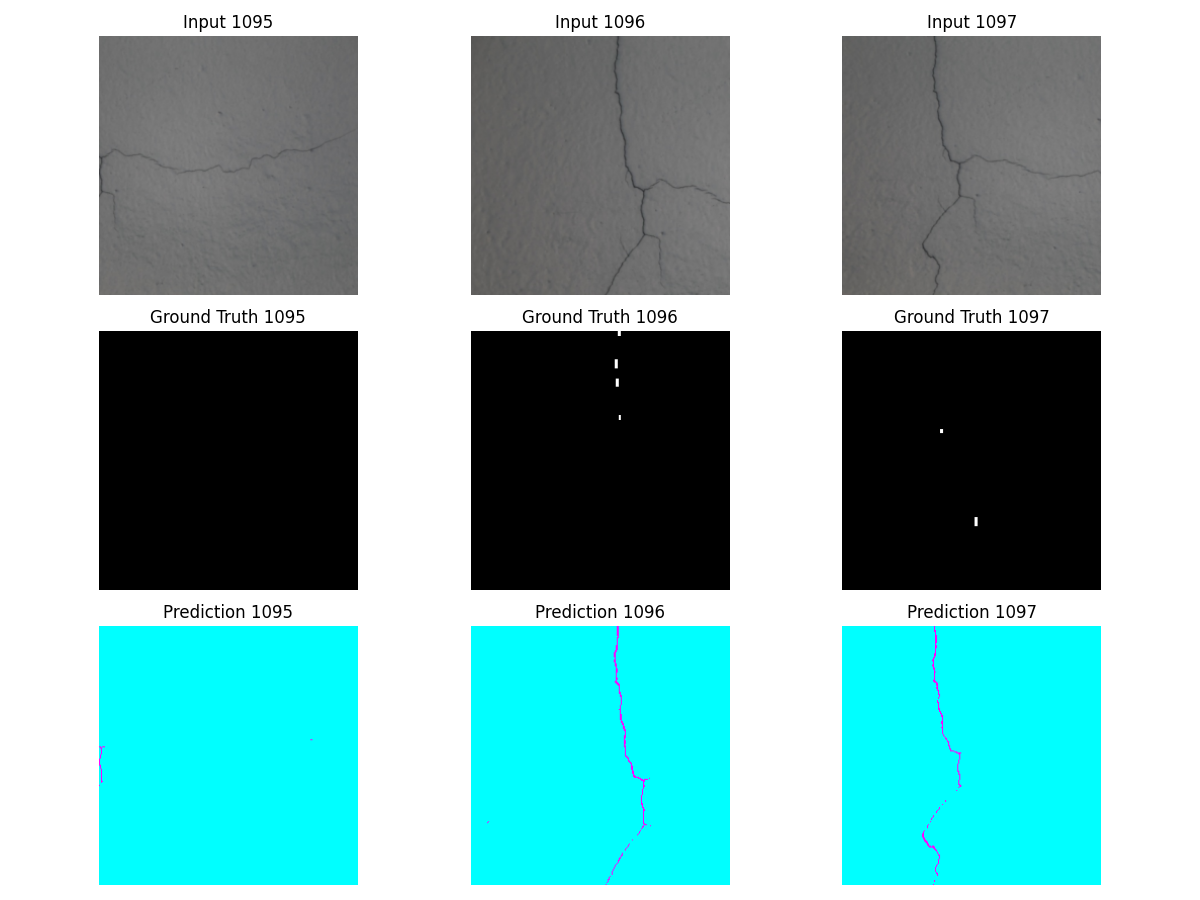 Input 1095
Input 1096
Input 1097
Ground Truth 1095
Ground Truth 1096
Ground Truth 1097
Prediction 1095
Prediction 1096
Prediction 1097